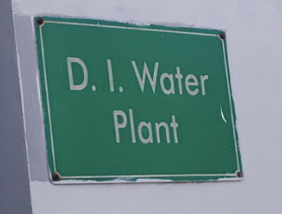 D. I. Water
Plant